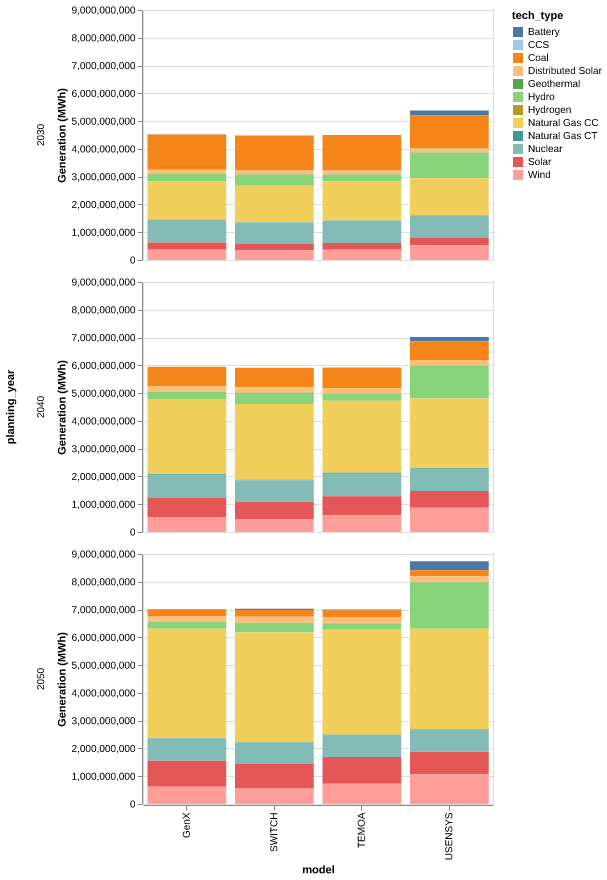 9,000,000,000
8,000,000,000
7,000,000,000
6,000,000,000
5,000,000,000
4,000,000,000
3,000,000,000
2,000,000,000
1,000,000,000
0
Generation (MWh)
2030
9,000,000,000
8,000,000,000
7,000,000,000
6,000,000,000
5,000,000,000
4,000,000,000
3,000,000,000
2,000,000,000
1,000,000,000
0
Generation (MWh)
2040
planning_year
9,000,000,000
8,000,000,000
7,000,000,000
6,000,000,000
5,000,000,000
4,000,000,000
3,000,000,000
2,000,000,000
1,000,000,000
0
Generation (MWh)
2050
GenX
SWITCH
TEMOA
USENSYS
model
tech_type
Battery
CCS
Coal
Distributed Solar
Geothermal
Hydro
Hydrogen
Natural Gas CC
Natural Gas CT
Nuclear
Solar
Wind